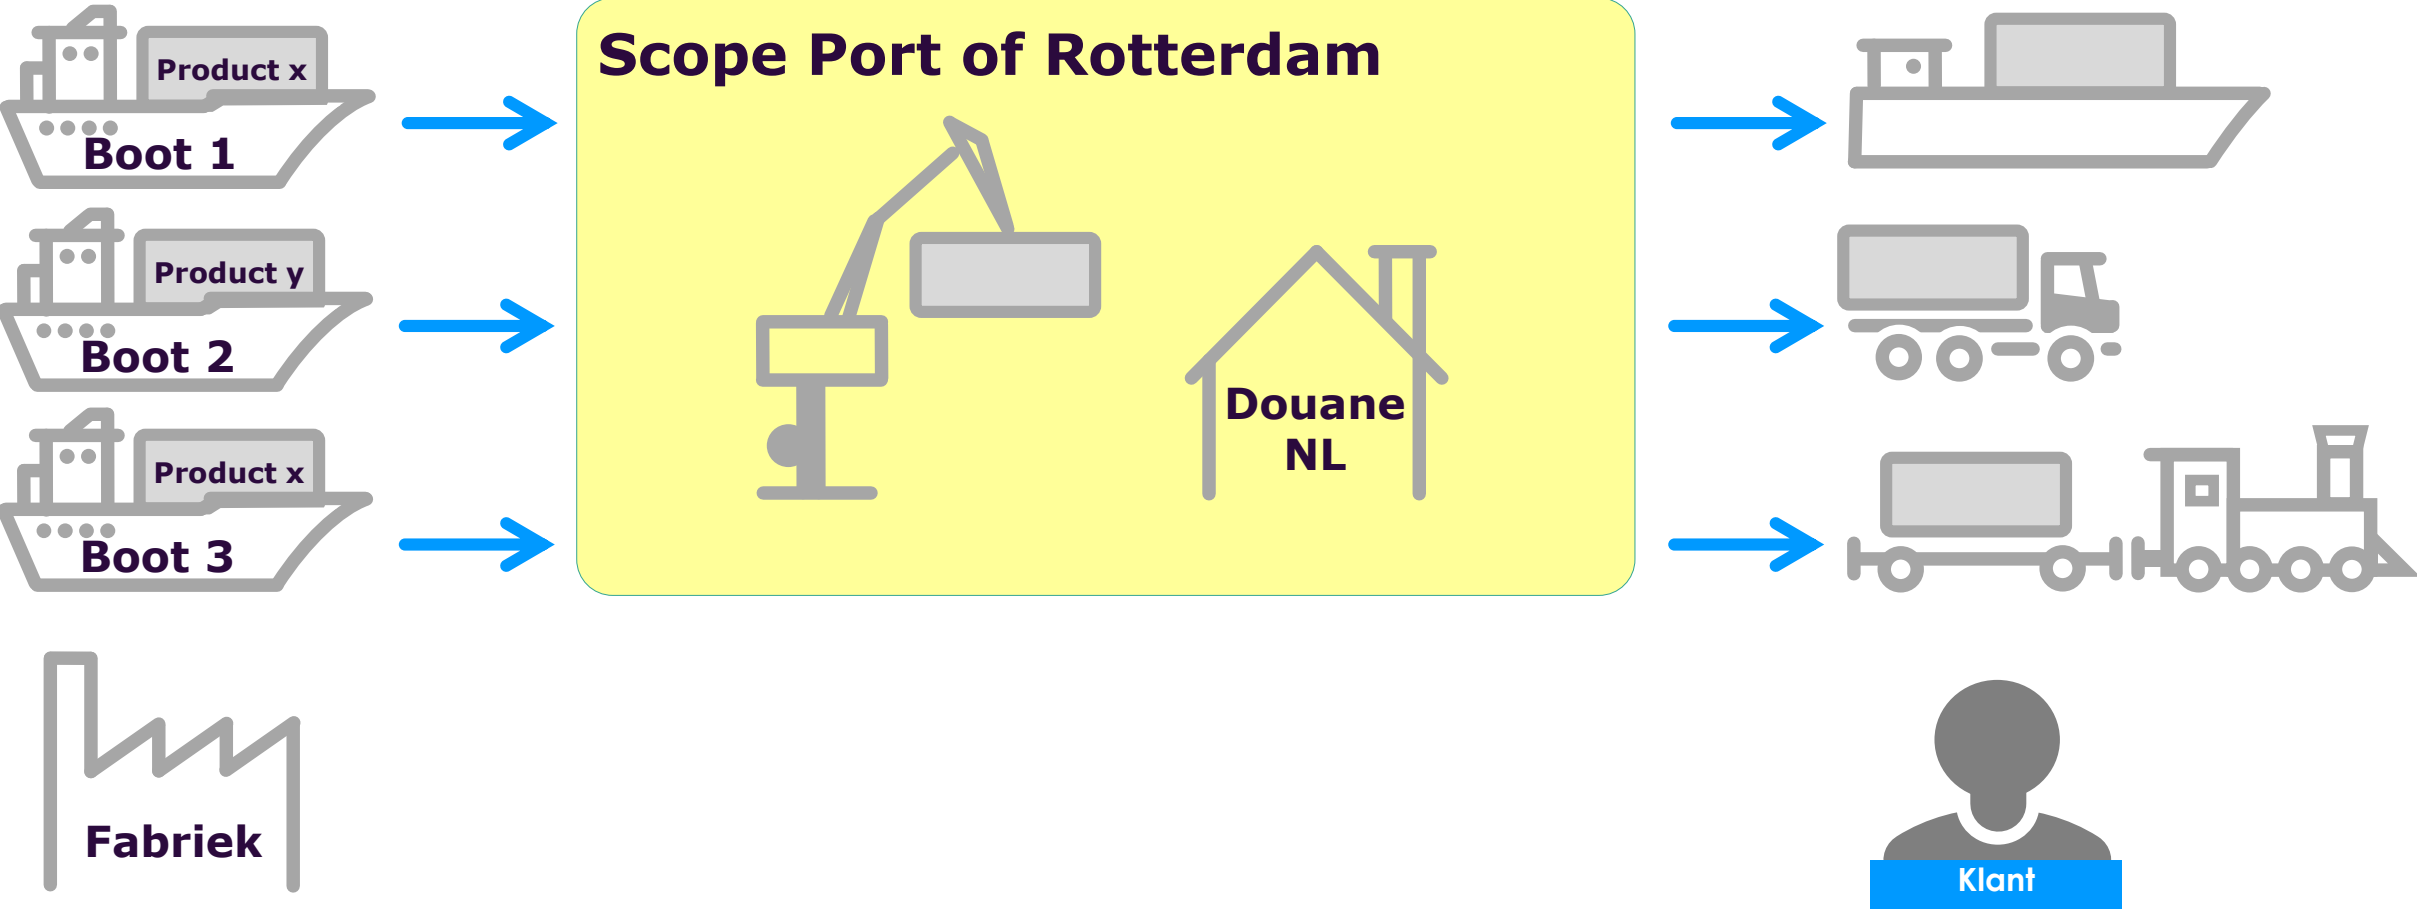 Scope Port of Rotterdam
Product x
Boot 1
Product y
Boot 2
Product x
Boot 3
Douane
NL
Fabriek
Klant